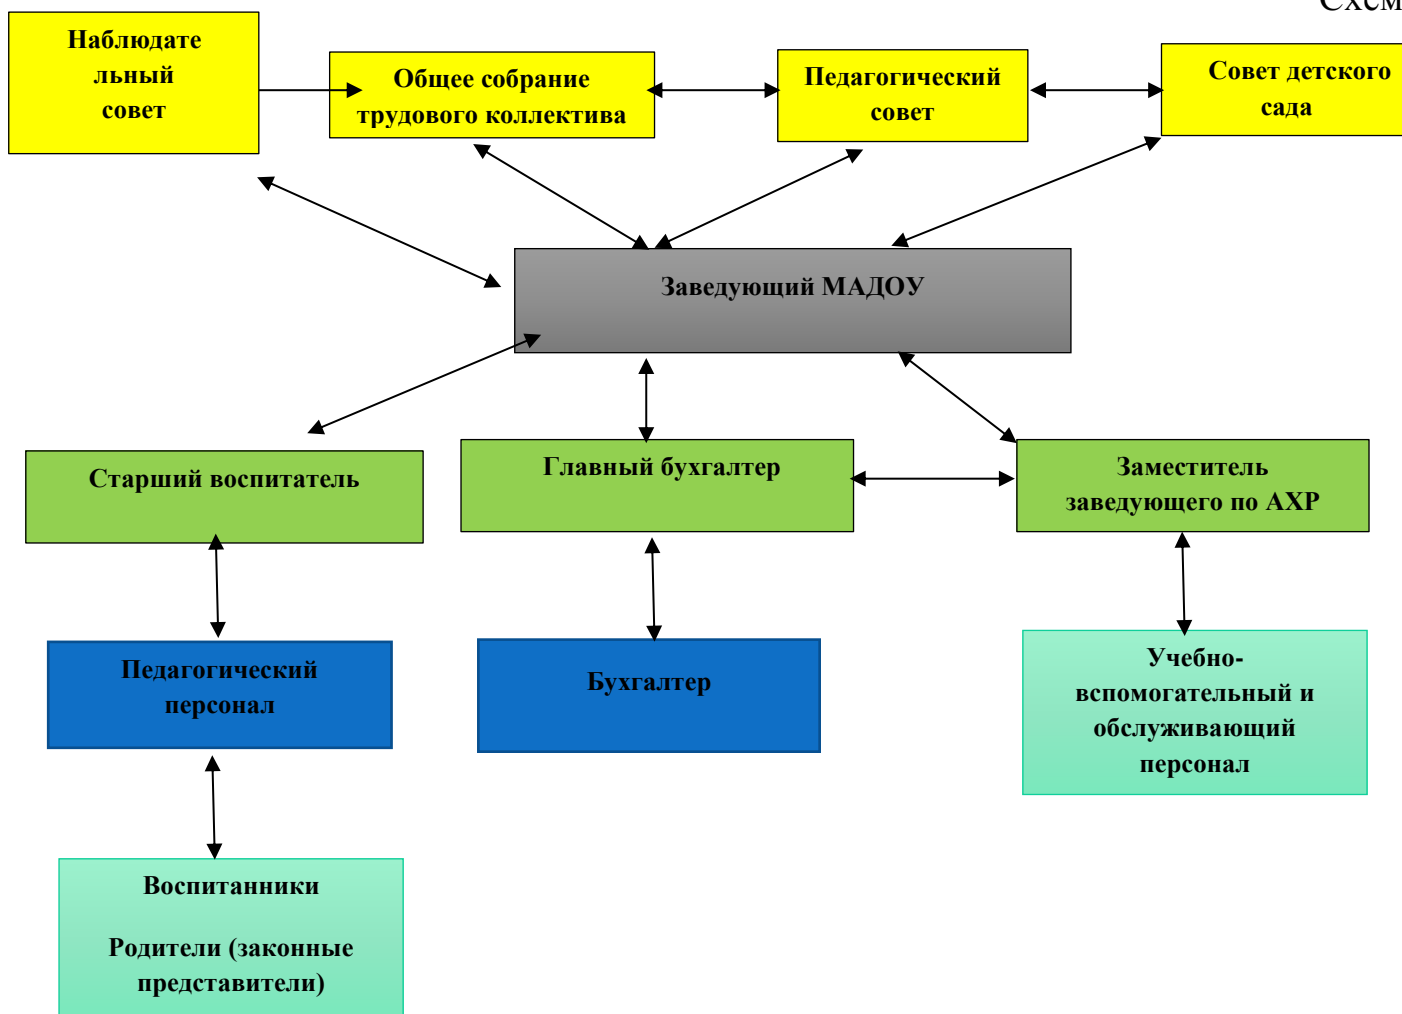 Схем
Наблюдате
льный
совет
Общее собрание
трудового коллектива
Педагогический
совет
Совет детского
сада
Заведующий МАДОУ
Старший воспитатель
Главный бухгалтер
Заместитель
заведующего по АХР
Педагогический
персонал
Бухгалтер
Учебно-
вспомогательный и
обслуживающий
персонал
Воспитанники
Родители (законные
представители)